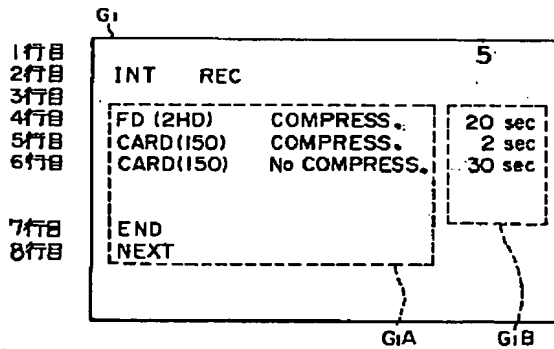 G1
1行目 5
2行目 INT REC
3行目
4行目 FD (2HD) COMPRESS. 20 sec
5行目 CARD(150) COMPRESS. 2 sec
6行目 CARD(150) No COMPRESS. 30 sec
7行目 END
8行目 NEXT
G1A G1B